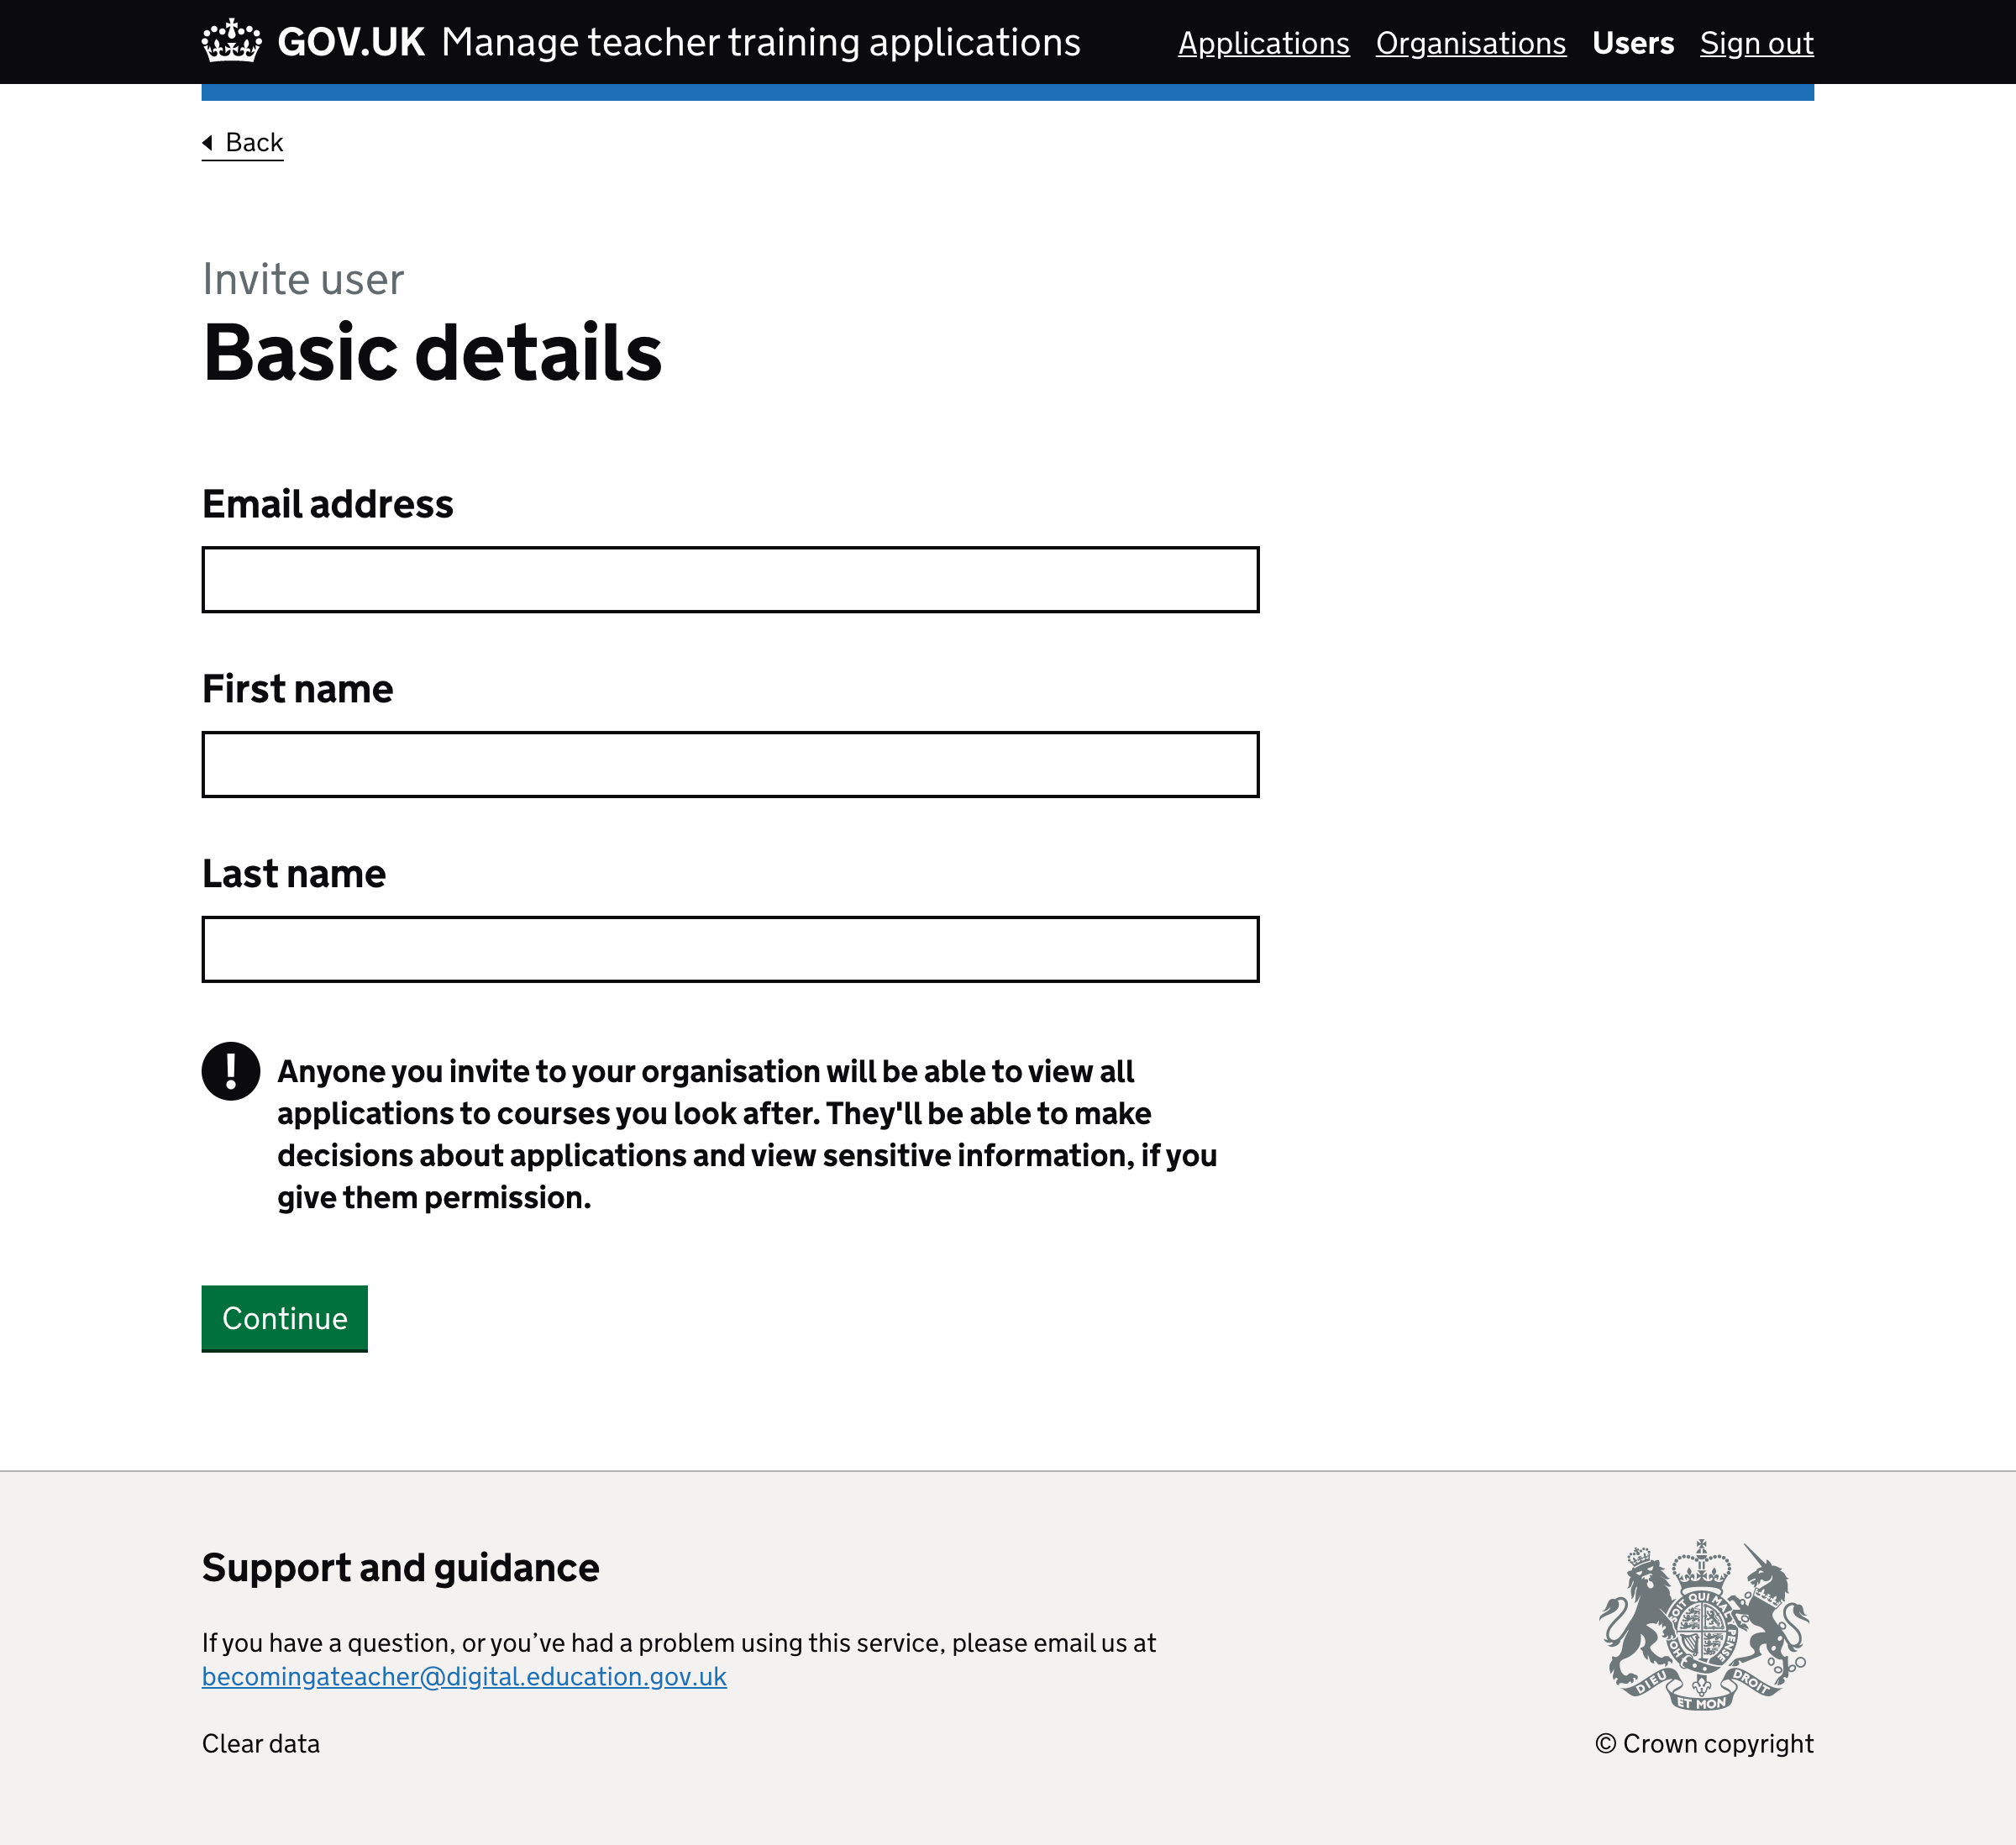 GOV.UK Manage teacher training applications Applications Organisations Users Sign out
Back
Invite user
Basic details
Email address
First name
Last name
! Anyone you invite to your organisation will be able to view all
applications to courses you look after. They'll be able to make
decisions about applications and view sensitive information, if you
give them permission.
Continue
Support and guidance
If you have a question, or you’ve had a problem using this service, please email us at
becomingateacher@digital.education.gov.uk
Clear data
SOIT QUI MAL Y PENSE
HON
DIEU ET MON DROIT
© Crown copyright